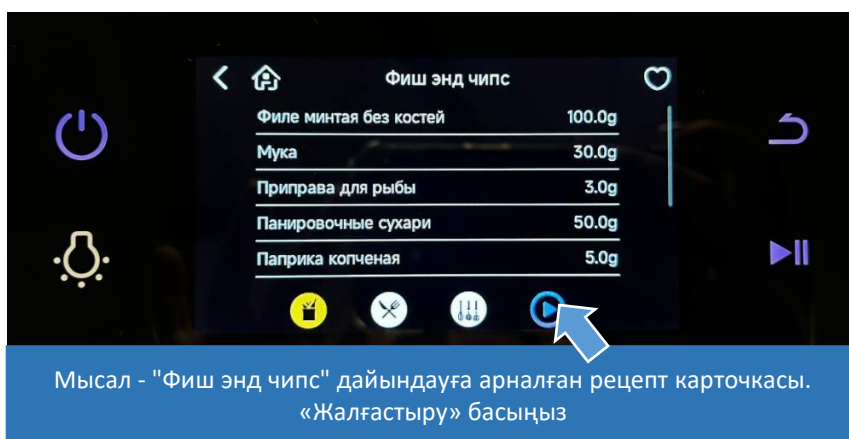 Фиш энд чипс
Филе минтая без костей 100.0g
Мука 30.0g
Приправа для рыбы 3.0g
Панировочные сухари 50.0g
Паприка копченая 5.0g
Мысал - "Фиш энд чипс" дайындауға арналған рецепт карточкасы.
«Жалғастыру» басыңыз